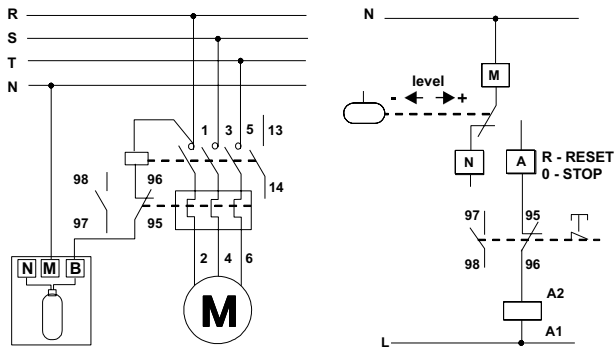 R
S
T
N
1 3 5 13
14
98 96
97 95
N M B
2 4 6
M
N
M
level
- +
N A R - RESET
0 - STOP
97 95
98 96
A2
A1
L